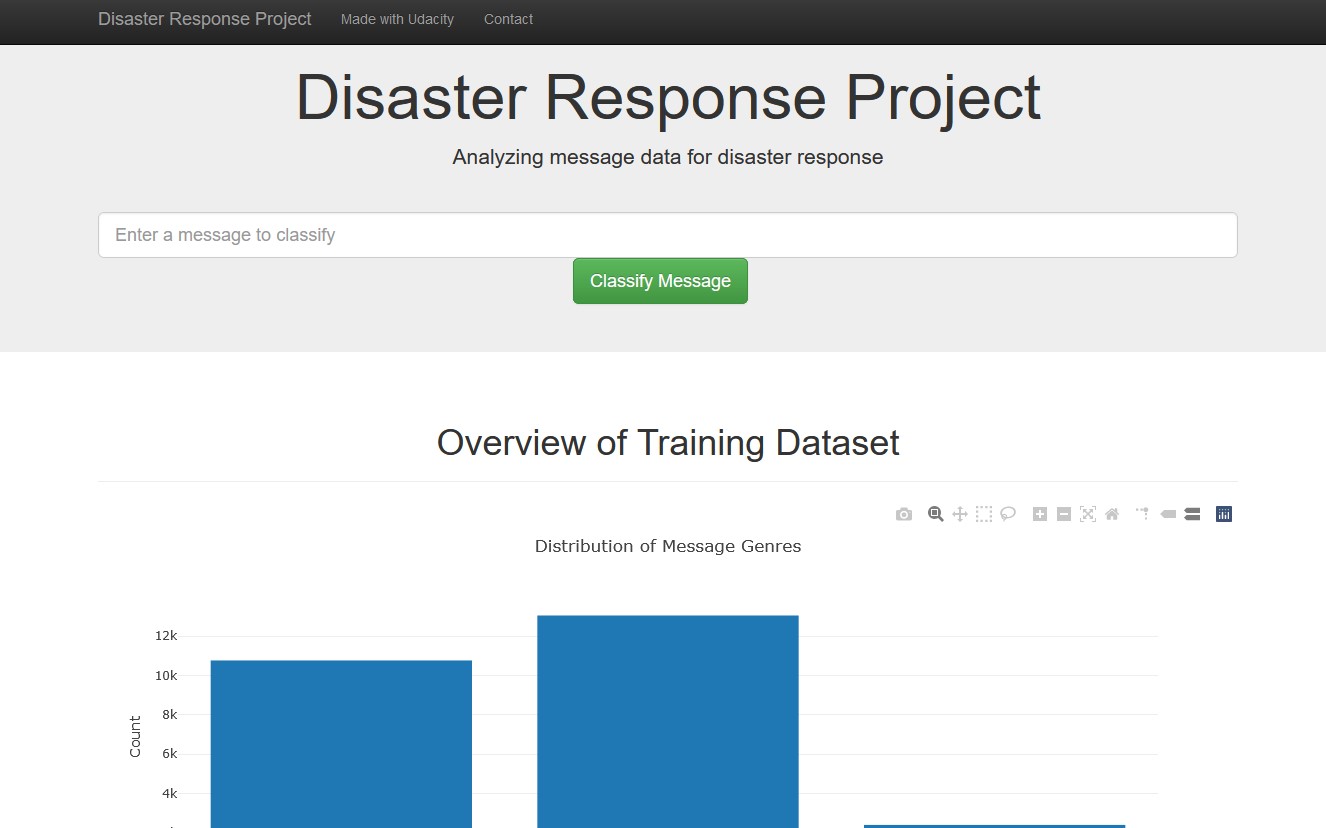 Disaster Response Project Made with Udacity Contact
Disaster Response Project
Analyzing message data for disaster response
Enter a message to classify
Classify Message
Overview of Training Dataset
Distribution of Message Genres
12k
10k
8k
6k
4k
Count